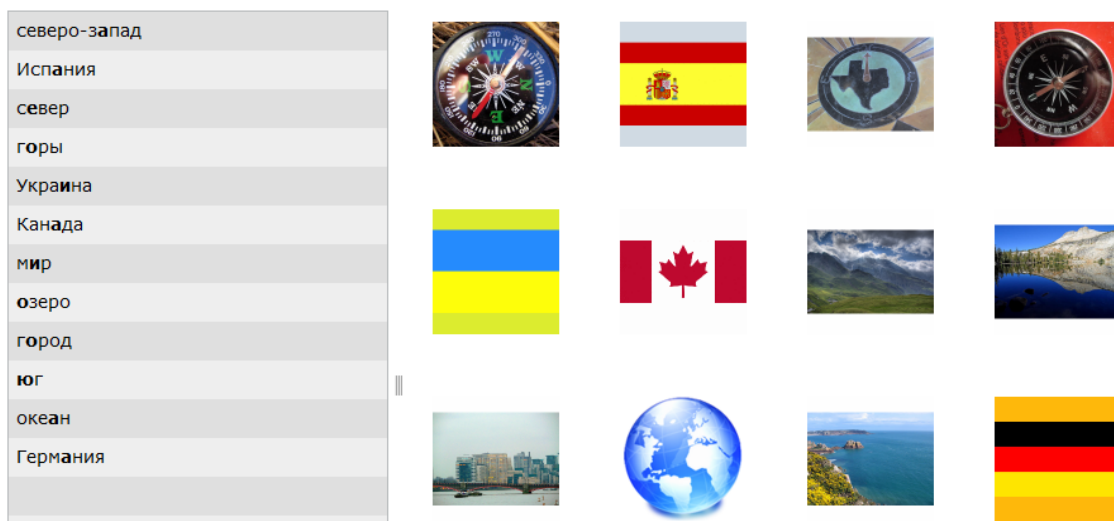 северо-запад
Испания
север
горы
Украина
Канада
мир
озеро
город
юг
океан
Германия